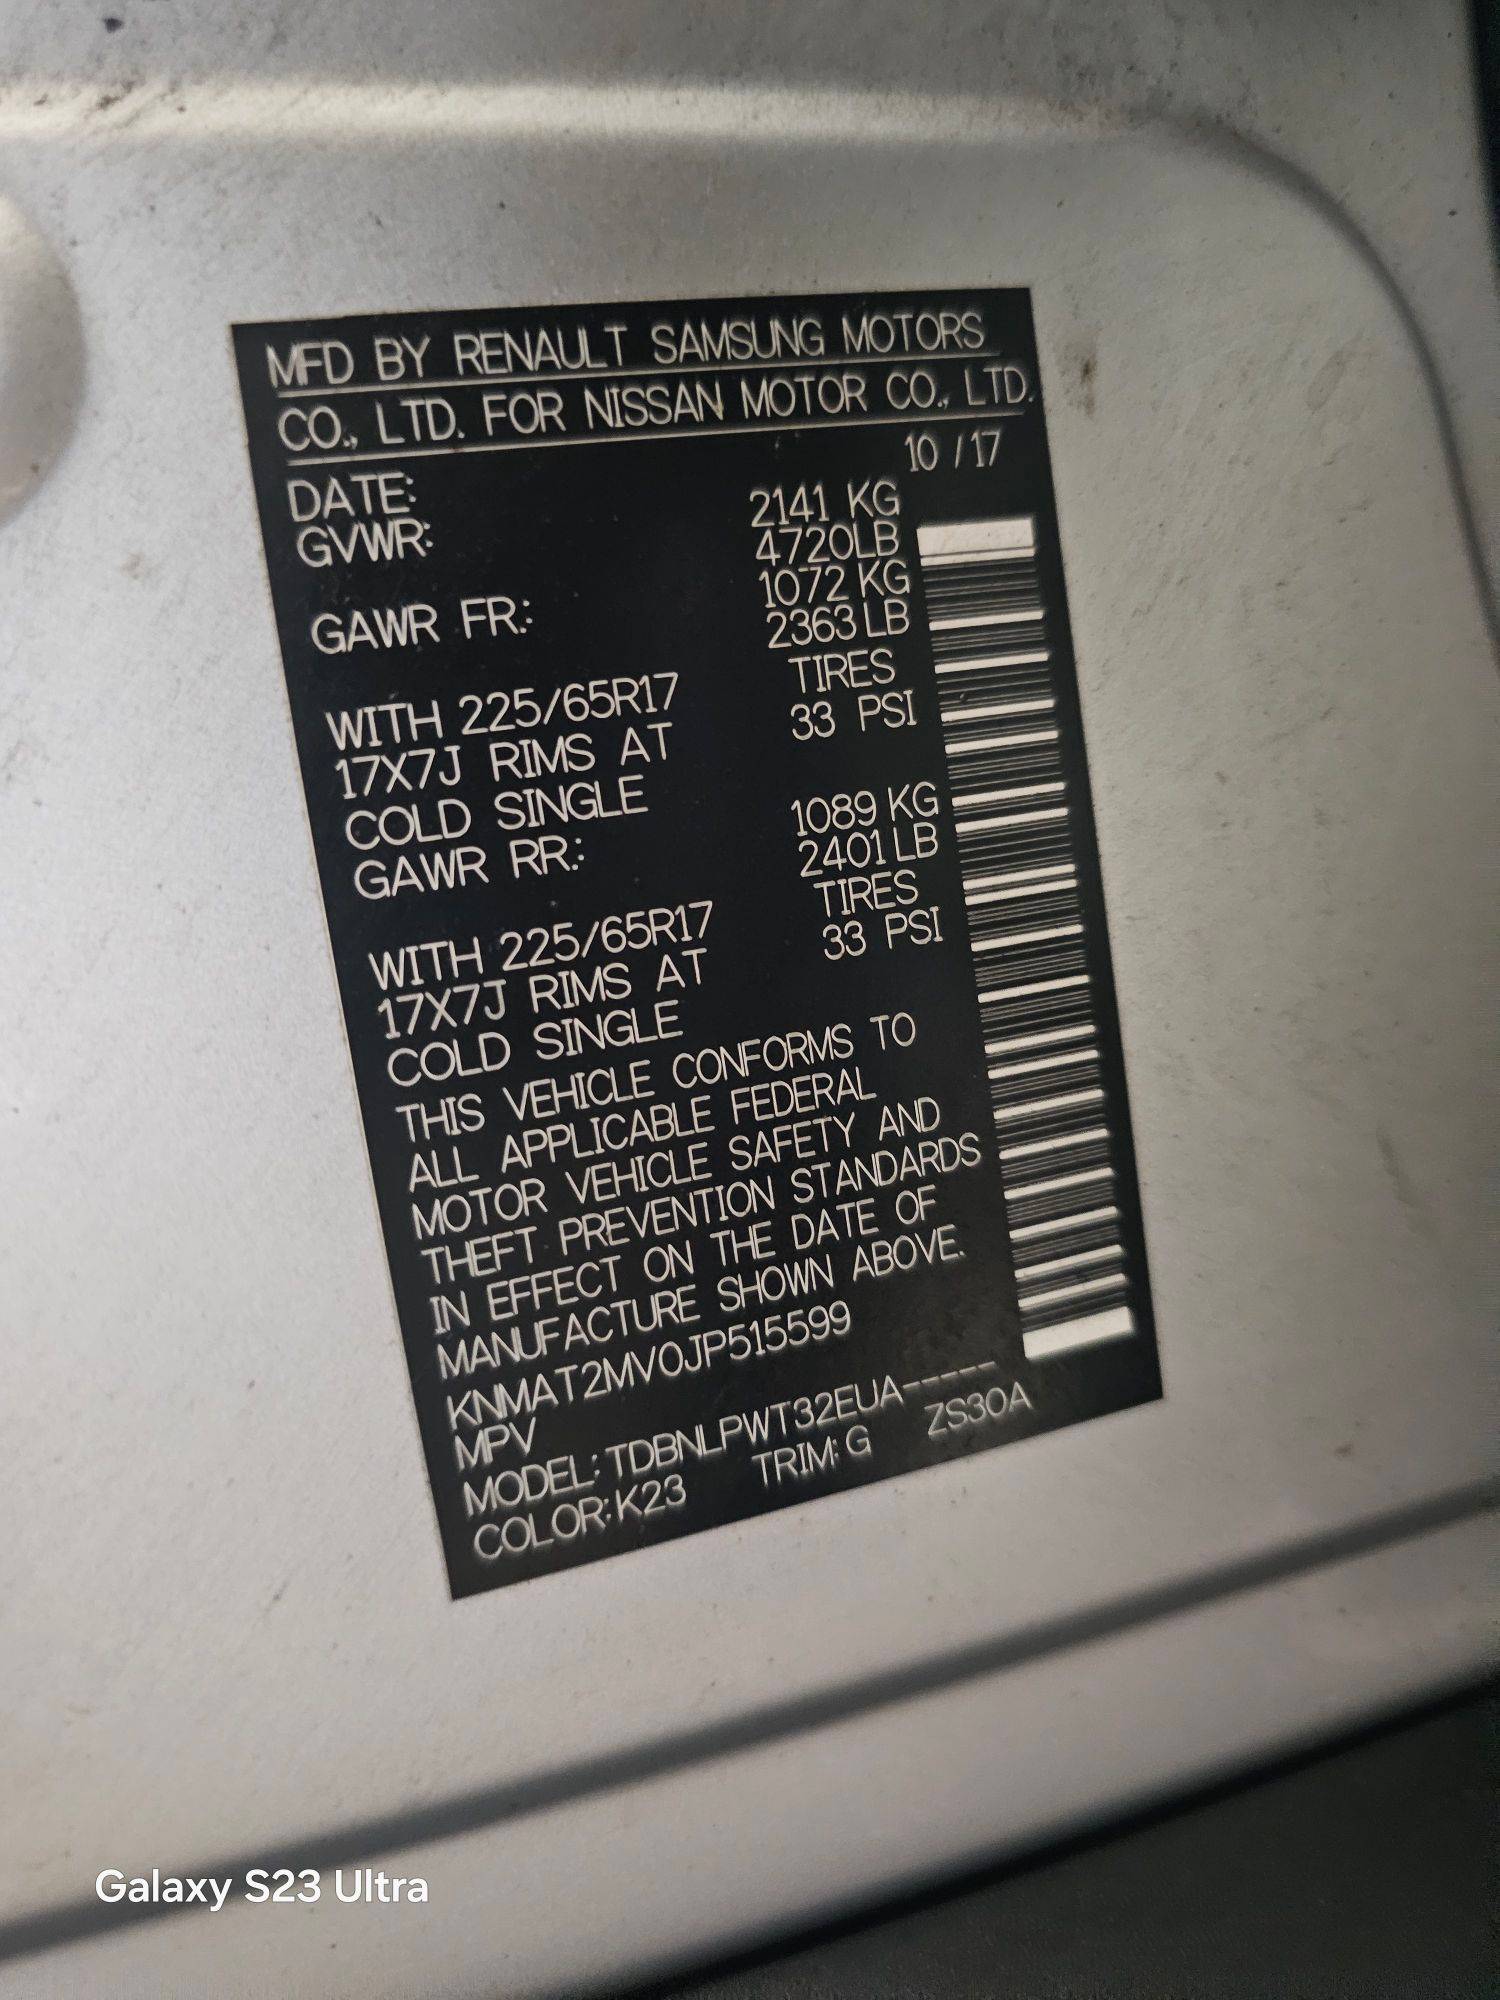 MFD BY RENAULT SAMSUNG MOTORS
CO., LTD. FOR NISSAN MOTOR CO., LTD.
DATE: 10 / 17
GVWR: 2141 KG
4720LB
GAWR FR.: 1072 KG
2363 LB
WITH 225/65R17 TIRES
17X7J RIMS AT 33 PSI
COLD SINGLE
GAWR RR.: 1089 KG
2401 LB
WITH 225/65R17 TIRES
17X7J RIMS AT 33 PSI
COLD SINGLE
THIS VEHICLE CONFORMS TO
ALL APPLICABLE FEDERAL
MOTOR VEHICLE SAFETY AND
THEFT PREVENTION STANDARDS
IN EFFECT ON THE DATE OF
MANUFACTURE SHOWN ABOVE.
KNMAT2MV0JP515599
MPV
MODEL: TDBNLPWT32EUA-----
COLOR: K23 TRIM: G ZS30A
Galaxy S23 Ultra